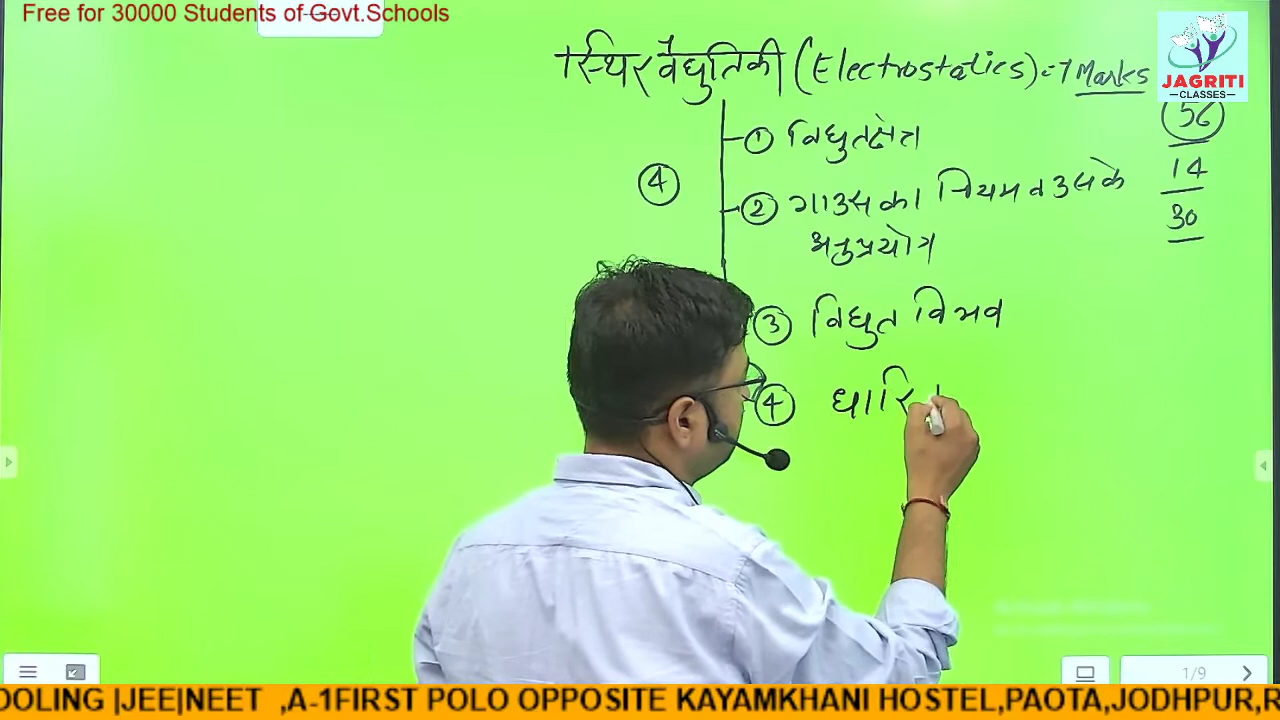 Free for 30000 Students of Govt.Schools
स्थिर वैद्युतिकी (Electrostatics) :- 7 Marks
JAGRITI
—CLASSES—
56
① विद्युत क्षेत्र
14
④
② गाउस का नियम व उसके
30
अनुप्रयोग
③ विद्युत विभव
④ धारि
1/9
OOLING |JEE|NEET ,A-1FIRST POLO OPPOSITE KAYAMKHANI HOSTEL,PAOTA,JODHPUR,R